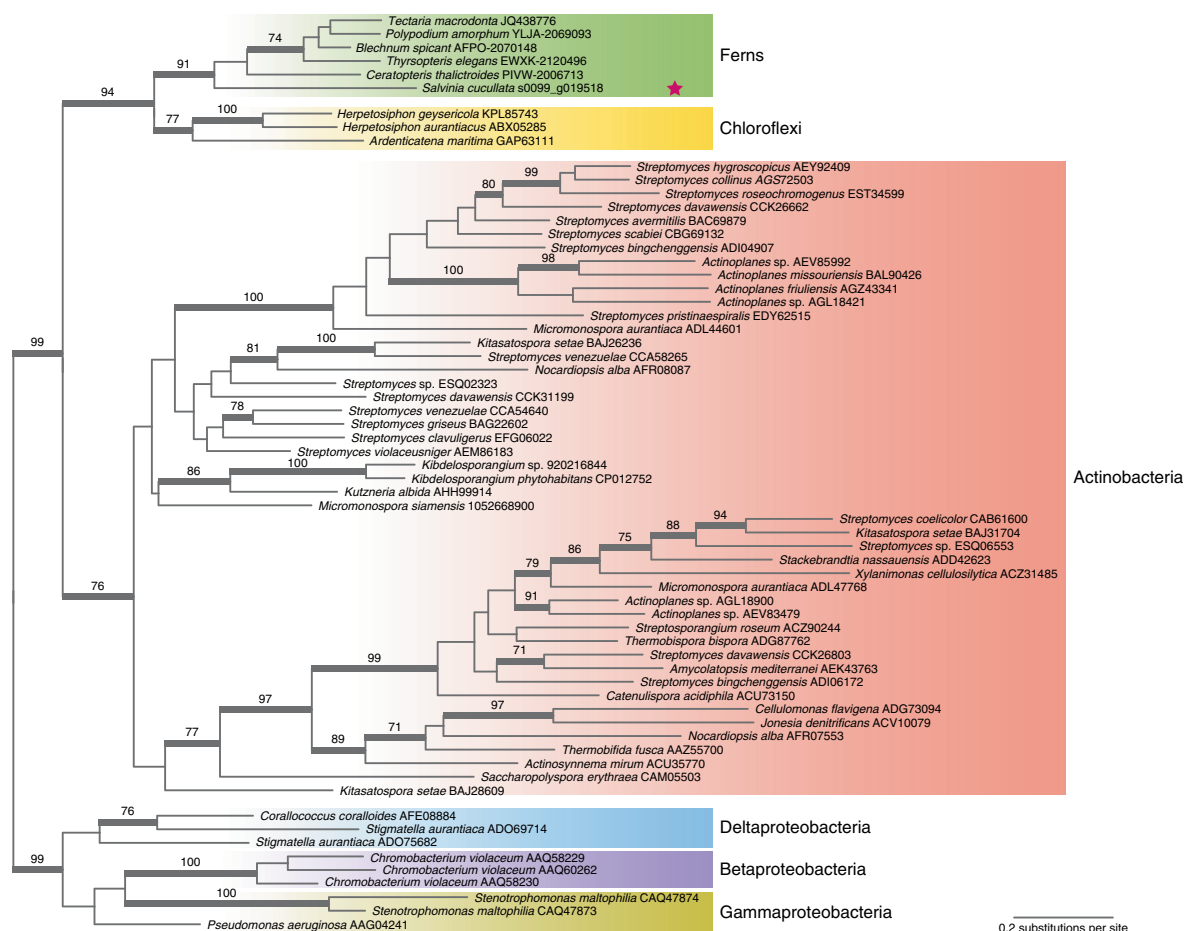 Tectaria macrodonta JQ438776
Polypodium amorphum YLJA-2069093
74
Blechnum spicant AFPO-2070148
Ferns
Thyrsopteris elegans EWXK-2120496
91
Ceratopteris thalictroides PIVW-2006713
Salvinia cucullata s0099_g019518
94
100
Herpetosiphon geysericola KPL85743
77
Herpetosiphon aurantiacus ABX05285
Chloroflexi
Ardenticatena maritima GAP63111
Streptomyces hygroscopicus AEY92409
99
Streptomyces collinus AGS72503
80
Streptomyces roseochromogenus EST34599
Streptomyces davawensis CCK26662
Streptomyces avermitilis BAC69879
Streptomyces scabiei CBG69132
Streptomyces bingchenggensis ADI04907
98
Actinoplanes sp. AEV85992
100
Actinoplanes missouriensis BAL90426
Actinoplanes friuliensis AGZ43341
100
Actinoplanes sp. AGL18421
Streptomyces pristinaespiralis EDY62515
Micromonospora aurantiaca ADL44601
99
100
Kitasatospora setae BAJ26236
81
Streptomyces venezuelae CCA58265
Nocardiopsis alba AFR08087
Streptomyces sp. ESQ02323
Streptomyces davawensis CCK31199
78
Streptomyces venezuelae CCA54640
Streptomyces griseus BAG22602
Streptomyces clavuligerus EFG06022
Streptomyces violaceusniger AEM86183
100
Kibdelosporangium sp. 920216844
86
Kibdelosporangium phytohabitans CP012752
Actinobacteria
Kutzneria albida AHH99914
Micromonospora siamensis 1052668900
94
Streptomyces coelicolor CAB61600
88
Kitasatospora setae BAJ31704
75
Streptomyces sp. ESQ06553
86
Stackebrandtia nassauensis ADD42623
79
Xylanimonas cellulosilytica ACZ31485
76
Micromonospora aurantiaca ADL47768
91
Actinoplanes sp. AGL18900
Actinoplanes sp. AEV83479
Streptosporangium roseum ACZ90244
Thermobispora bispora ADG87762
71
Streptomyces davawensis CCK26803
99
Amycolatopsis mediterranei AEK43763
Streptomyces bingchenggensis ADI06172
97
Catenulispora acidiphila ACU73150
97
Cellulomonas flavigena ADG73094
71
Jonesia denitrificans ACV10079
77
89
Nocardiopsis alba AFR07553
Thermobifida fusca AAZ55700
Actinosynnema mirum ACU35770
Saccharopolyspora erythraea CAM05503
Kitasatospora setae BAJ28609
76
Corallococcus coralloides AFE08884
Stigmatella aurantiaca ADO69714
Deltaproteobacteria
Stigmatella aurantiaca ADO75682
99
100
Chromobacterium violaceum AAQ58229
Chromobacterium violaceum AAQ60262
Betaproteobacteria
Chromobacterium violaceum AAQ58230
100
Stenotrophomonas maltophilia CAQ47874
Stenotrophomonas maltophilia CAQ47873
Gammaproteobacteria
Pseudomonas aeruginosa AAG04241
0.2 substitutions per site